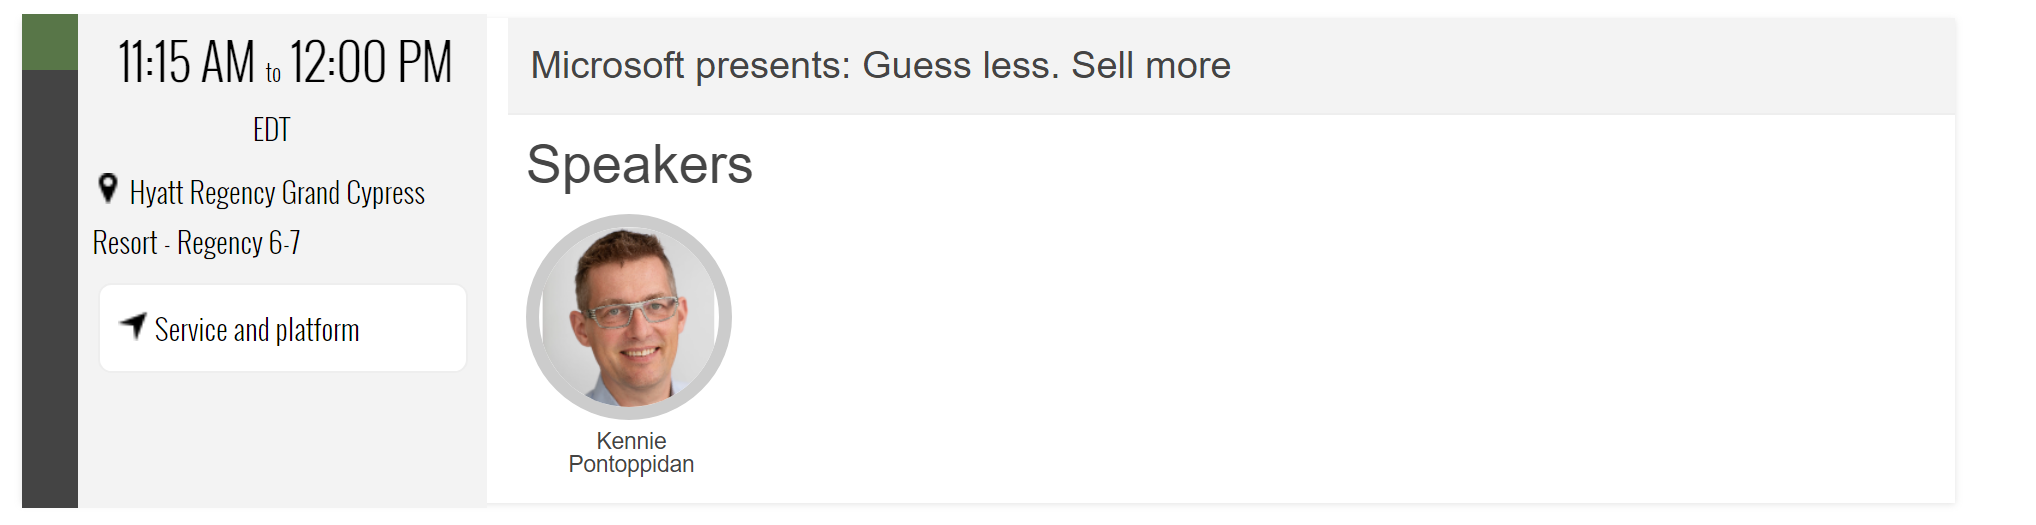 11:15 AM to 12:00 PM
EDT
Hyatt Regency Grand Cypress
Resort - Regency 6-7
Service and platform
Microsoft presents: Guess less. Sell more
Speakers
Kennie
Pontoppidan